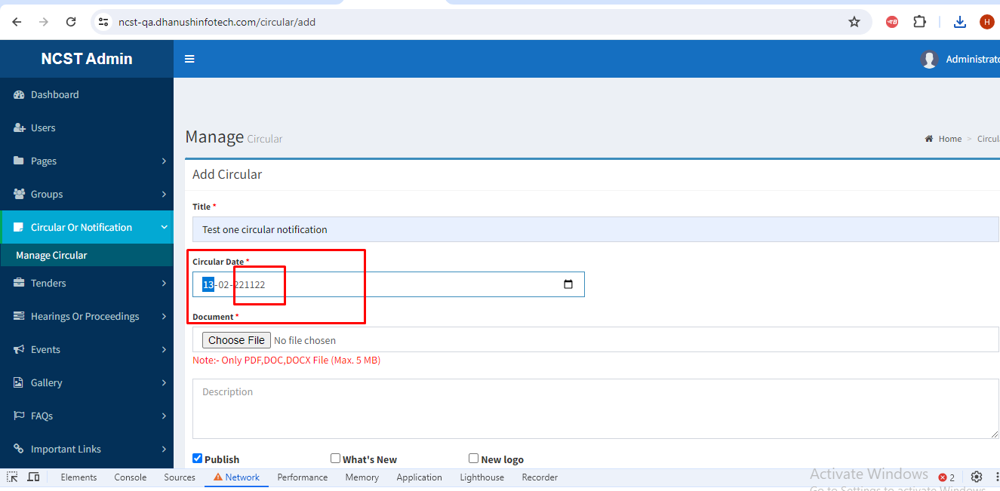 ncst-qa.dhanushinfotech.com/circular/add
H
NCST Admin
Administrato
Dashboard
Users
Pages
Groups
Circular Or Notification
Manage Circular
Tenders
Hearings Or Proceedings
Events
Gallery
FAQs
Important Links
Manage Circular
Home > Circul
Add Circular
Title *
Test one circular notification
Circular Date *
13-02-221122
Document *
Choose File No file chosen
Note:- Only PDF,DOC,DOCX File (Max. 5 MB)
Description
Publish What's New New logo
Elements Console Sources Network Performance Memory Application Lighthouse Recorder 2
Activate Windows
Go to Settings to activate Windows.